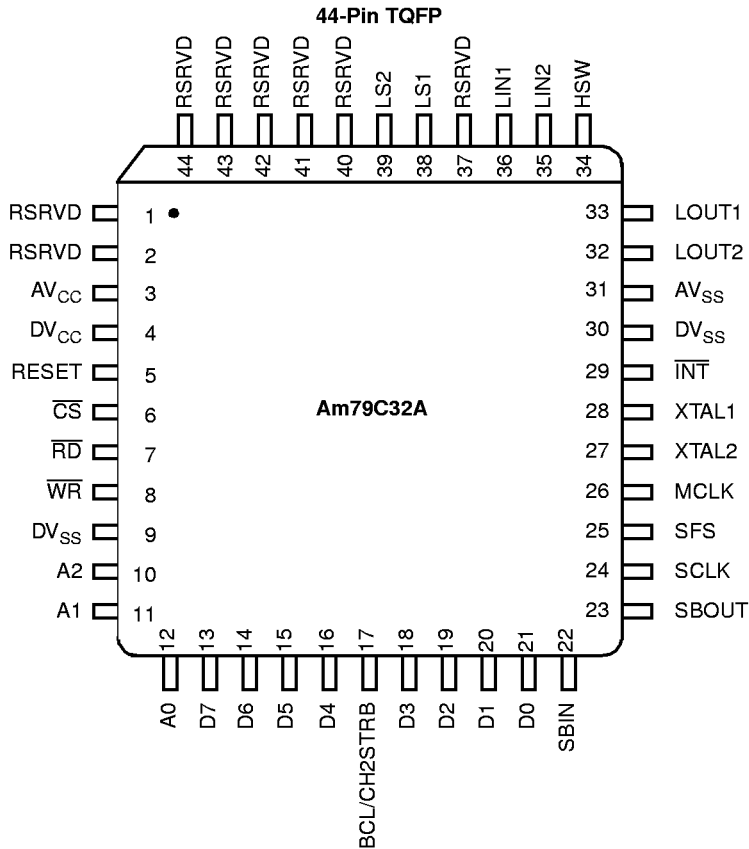 44-Pin TQFP
RSRVD
RSRVD
RSRVD
RSRVD
RSRVD
LS2
LS1
RSRVD
LIN1
LIN2
HSW
44
43
42
41
40
39
38
37
36
35
34
RSRVD 1 33 LOUT1
RSRVD 2 32 LOUT2
AVCC 3 31 AVSS
DVCC 4 30 DVSS
RESET 5 29 I̅N̅T̅
C̅S̅ 6 28 XTAL1
R̅D̅ 7 27 XTAL2
W̅R̅ 8 26 MCLK
DVSS 9 25 SFS
A2 10 24 SCLK
A1 11 23 SBOUT
Am79C32A
12
13
14
15
16
17
18
19
20
21
22
A0
D7
D6
D5
D4
BCL/CH2STRB
D3
D2
D1
D0
SBIN